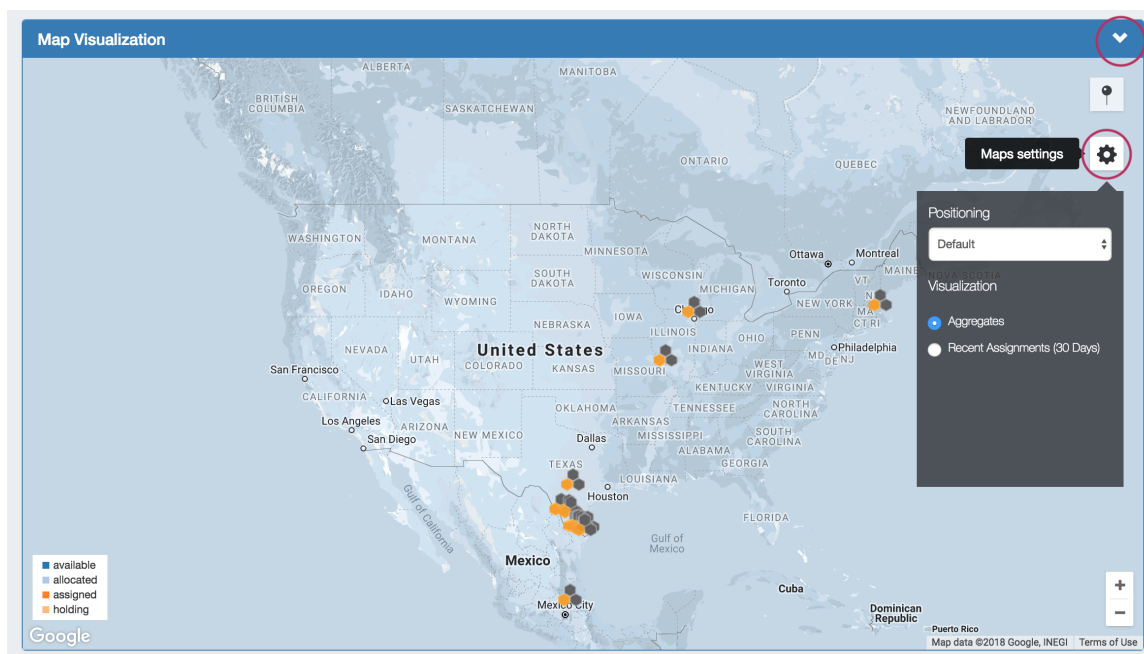 Map Visualization
ALBERTA
MANITOBA
BRITISH
COLUMBIA
SASKATCHEWAN
NEWFOUNDLAND
AND LABRADOR
ONTARIO
QUEBEC
Maps settings
Positioning
Default
NORTH
DAKOTA
WASHINGTON
MONTANA
MINNESOTA
Ottawa
Montreal
MAINE
NOVA SCOTIA
SOUTH
DAKOTA
WISCONSIN
MICHIGAN
Toronto
VT
Visualization
OREGON
IDAHO
WYOMING
NEW YORK
MA
CT RI
Aggregates
IOWA
NEBRASKA
ILLINOIS
INDIANA
OHIO
PENN
Philadelphia
Recent Assignments (30 Days)
NEVADA
UTAH
United States
COLORADO
KANSAS
MISSOURI
WEST
VIRGINIA
MD
DE
NJ
San Francisco
KENTUCKY
VIRGINIA
CALIFORNIA
Las Vegas
OKLAHOMA
TENNESSEE
NORTH
CAROLINA
Los Angeles
ARIZONA
NEW MEXICO
ARKANSAS
San Diego
Dallas
MISSISSIPPI
SOUTH
CAROLINA
ALABAMA
GEORGIA
TEXAS
LOUISIANA
Houston
Gulf of California
FLORIDA
Gulf of
Mexico
Mexico
Cuba
Mexico City
Dominican
Republic
Puerto Rico
available
allocated
assigned
holding
Google
Map data ©2018 Google, INEGI
Terms of Use